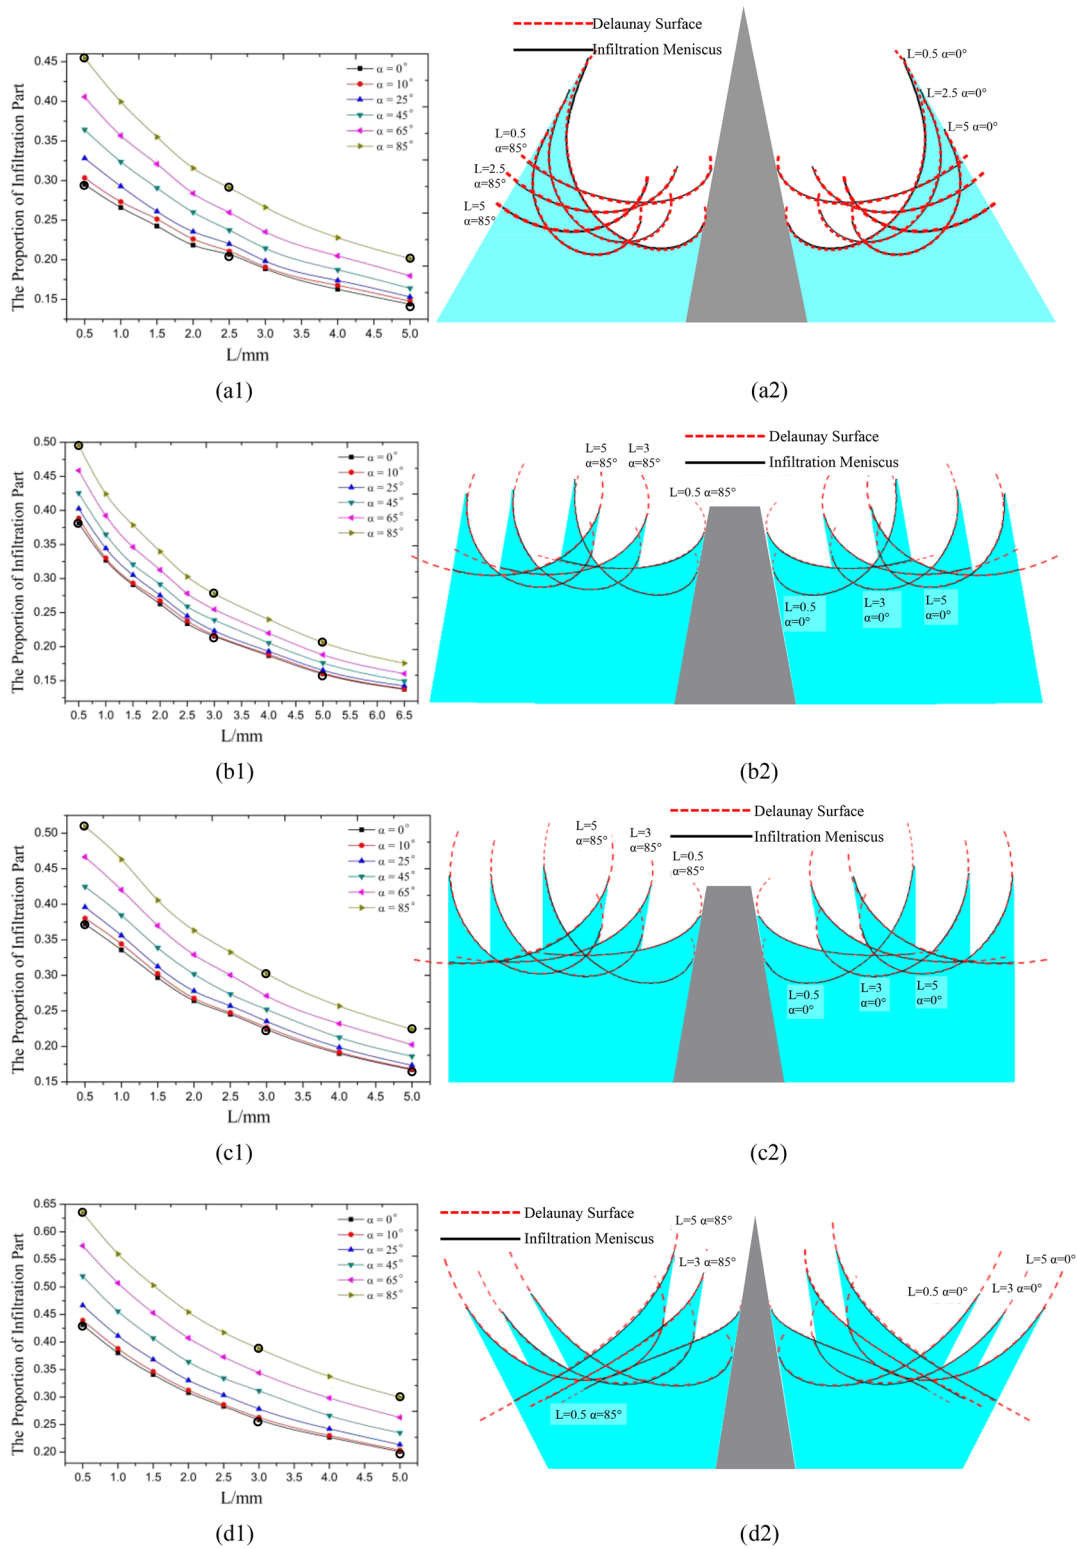 The Proportion of Infiltration Part
0.45
0.40
0.35
0.30
0.25
0.20
0.15
α = 0°
α = 10°
α = 25°
α = 45°
α = 65°
α = 85°
0.5 1.0 1.5 2.0 2.5 3.0 3.5 4.0 4.5 5.0
L/mm
(a1)
Delaunay Surface
Infiltration Meniscus
L=0.5 α=0°
L=2.5 α=0°
L=5 α=0°
L=0.5
α=85°
L=2.5
α=85°
L=5
α=85°
(a2)
The Proportion of Infiltration Part
0.50
0.45
0.40
0.35
0.30
0.25
0.20
0.15
α = 0°
α = 10°
α = 25°
α = 45°
α = 65°
α = 85°
0.5 1.0 1.5 2.0 2.5 3.0 3.5 4.0 4.5 5.0 5.5 6.0 6.5
L/mm
(b1)
Delaunay Surface
Infiltration Meniscus
L=5
α=85°
L=3
α=85°
L=0.5 α=85°
L=0.5
α=0°
L=3
α=0°
L=5
α=0°
(b2)
The Proportion of Infiltration Part
0.50
0.45
0.40
0.35
0.30
0.25
0.20
0.15
α = 0°
α = 10°
α = 25°
α = 45°
α = 65°
α = 85°
0.5 1.0 1.5 2.0 2.5 3.0 3.5 4.0 4.5 5.0
L/mm
(c1)
Delaunay Surface
Infiltration Meniscus
L=5
α=85°
L=3
α=85°
L=0.5
α=85°
L=0.5
α=0°
L=3
α=0°
L=5
α=0°
(c2)
The Proportion of Infiltration Part
0.65
0.60
0.55
0.50
0.45
0.40
0.35
0.30
0.25
0.20
α = 0°
α = 10°
α = 25°
α = 45°
α = 65°
α = 85°
0.5 1.0 1.5 2.0 2.5 3.0 3.5 4.0 4.5 5.0
L/mm
(d1)
Delaunay Surface
Infiltration Meniscus
L=5 α=85°
L=3 α=85°
L=5 α=0°
L=0.5 α=0°
L=3 α=0°
L=0.5 α=85°
(d2)